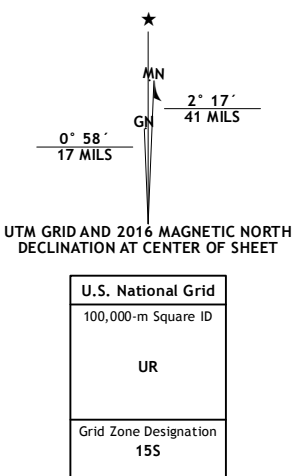 ★
MN
GN
2° 17´
41 MILS
0° 58´
17 MILS
UTM GRID AND 2016 MAGNETIC NORTH
DECLINATION AT CENTER OF SHEET
U.S. National Grid
100,000-m Square ID
UR
Grid Zone Designation
15S